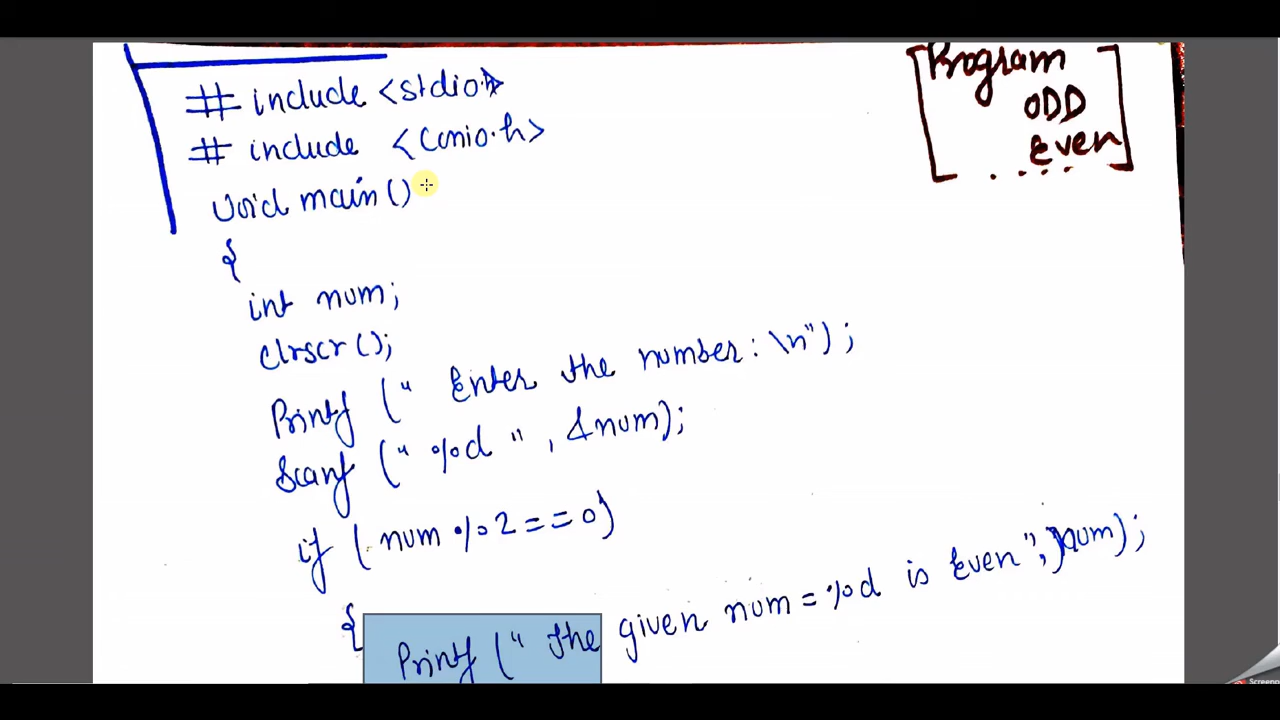 # include <stdio.h>
# include <conio.h>
void main()
{
int num;
clrscr();
Printf (" Enter the number: \n");
Scanf (" %d ", &num);
if (num %2 == 0)
{
Printf (" The given num = %d is Even", num);
[Program
ODD
Even]
....
Screenp